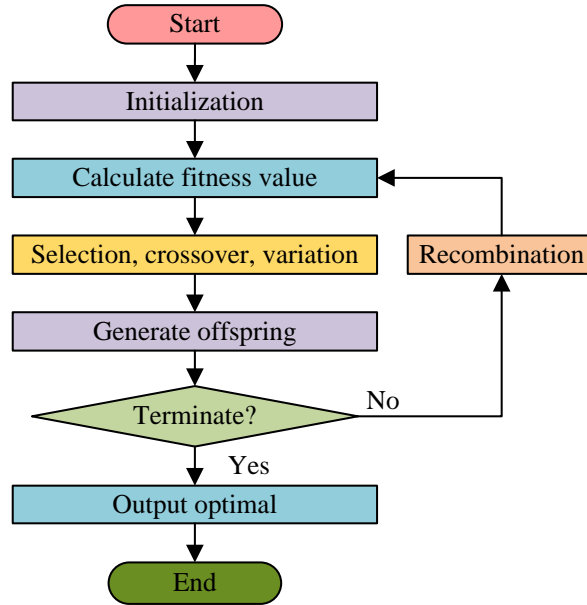 Start
Initialization
Calculate fitness value
Selection, crossover, variation
Recombination
Generate offspring
Terminate?
No
Yes
Output optimal
End